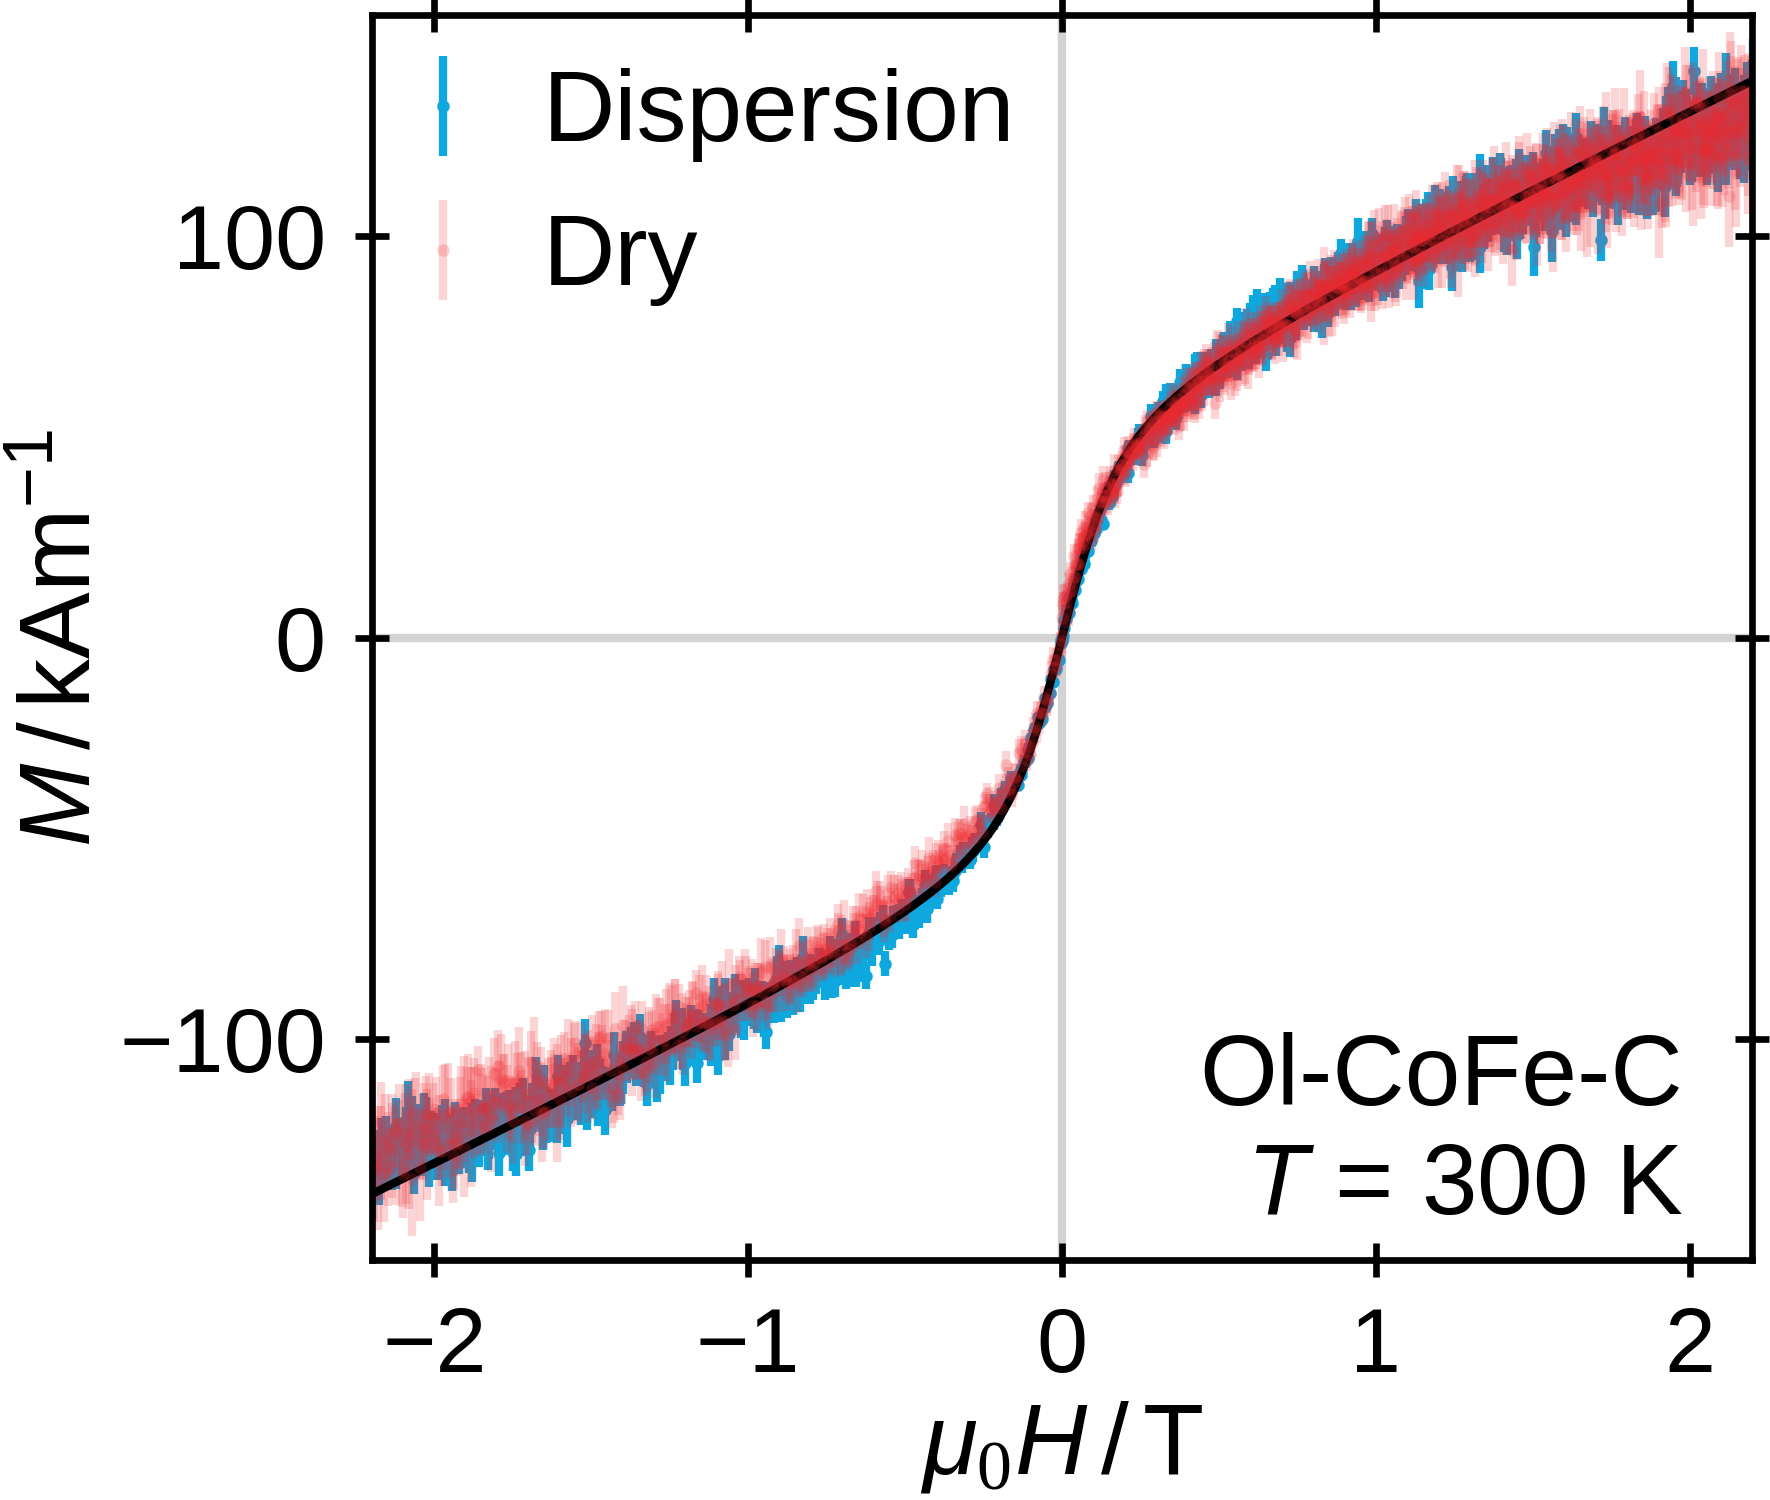 Dispersion
Dry
100
0
−100
M / kAm⁻¹
Ol-CoFe-C
T = 300 K
−2 −1 0 1 2
μ₀H / T